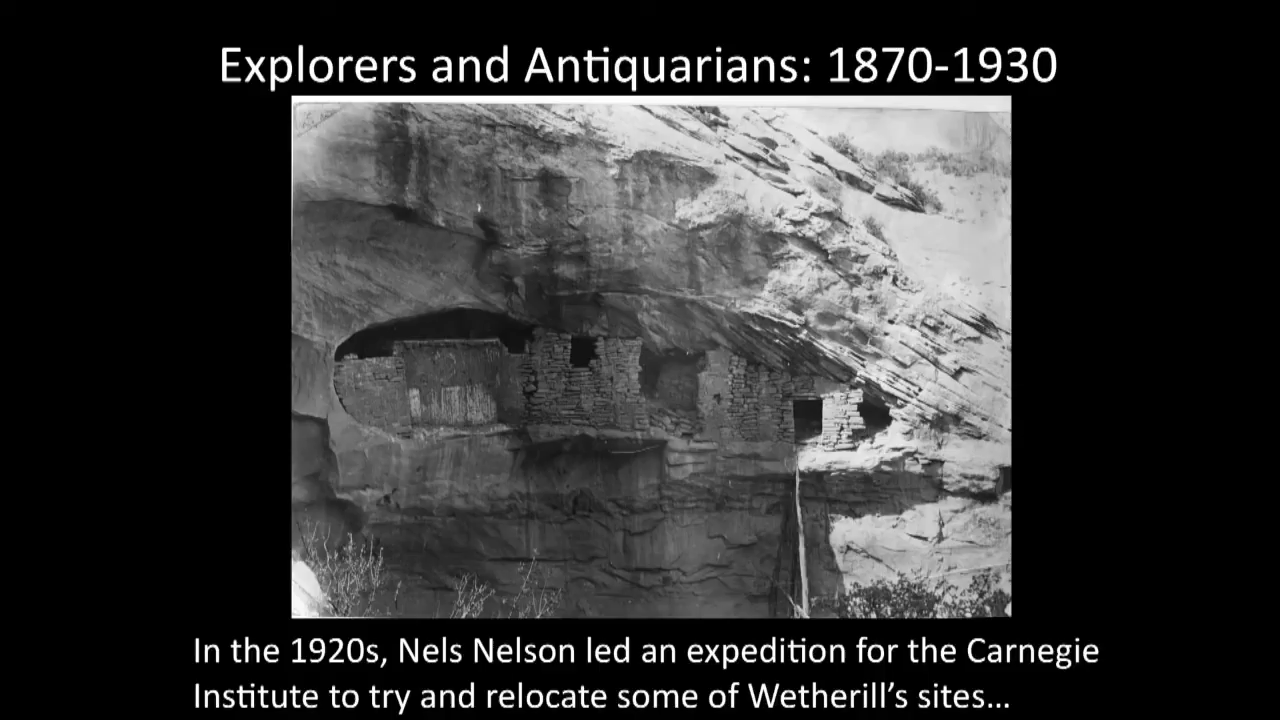 Explorers and Antiquarians: 1870-1930
In the 1920s, Nels Nelson led an expedition for the Carnegie
Institute to try and relocate some of Wetherill’s sites…